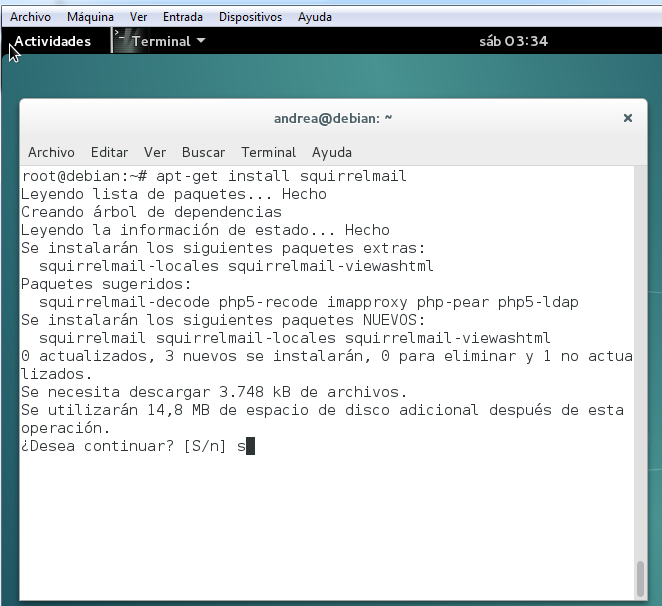 Archivo Máquina Ver Entrada Dispositivos Ayuda
Actividades Terminal sáb 03:34
andrea@debian: ~
Archivo Editar Ver Buscar Terminal Ayuda
root@debian:~# apt-get install squirrelmail
Leyendo lista de paquetes... Hecho
Creando árbol de dependencias
Leyendo la información de estado... Hecho
Se instalarán los siguientes paquetes extras:
squirrelmail-locales squirrelmail-viewashtml
Paquetes sugeridos:
squirrelmail-decode php5-recode imapproxy php-pear php5-ldap
Se instalarán los siguientes paquetes NUEVOS:
squirrelmail squirrelmail-locales squirrelmail-viewashtml
0 actualizados, 3 nuevos se instalarán, 0 para eliminar y 1 no actua
lizados.
Se necesita descargar 3.748 kB de archivos.
Se utilizarán 14,8 MB de espacio de disco adicional después de esta
operación.
¿Desea continuar? [S/n] s